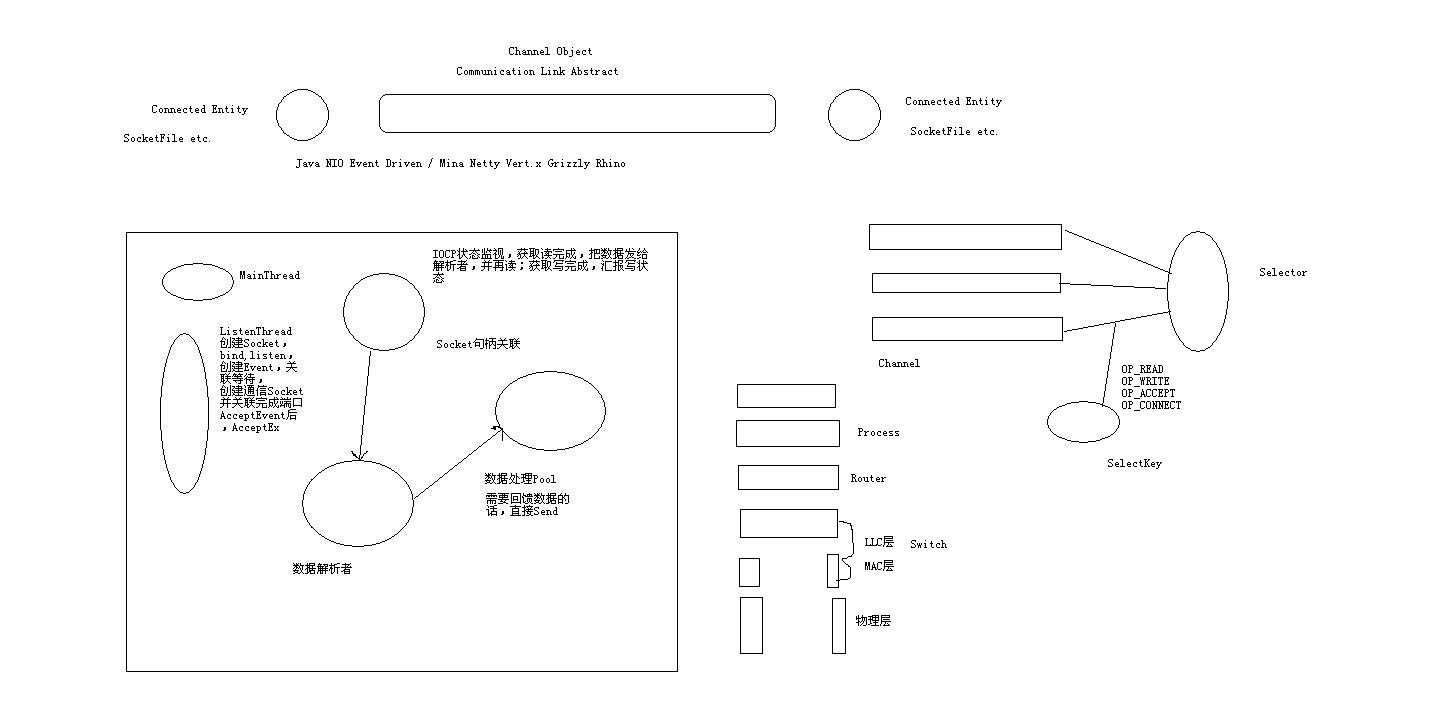 Channel Object
Communication Link Abstract
Connected Entity
SocketFile etc.
Connected Entity
SocketFile etc.
Java NIO Event Driven / Mina Netty Vert.x Grizzly Rhino
MainThread
IOCP状态监视，获取读完成，把数据发给
解析者，并再读；获取写完成，汇报写状
态
ListenThread
创建Socket，
bind,listen，
创建Event，关
联等待，
创建通信Socket
并关联完成端口
AcceptEvent后
，AcceptEx
Socket句柄关联
数据处理Pool
需要回馈数据的
话，直接Send
数据解析者
Selector
Channel
OP_READ
OP_WRITE
OP_ACCEPT
OP_CONNECT
SelectKey
Process
Router
LLC层
Switch
MAC层
物理层